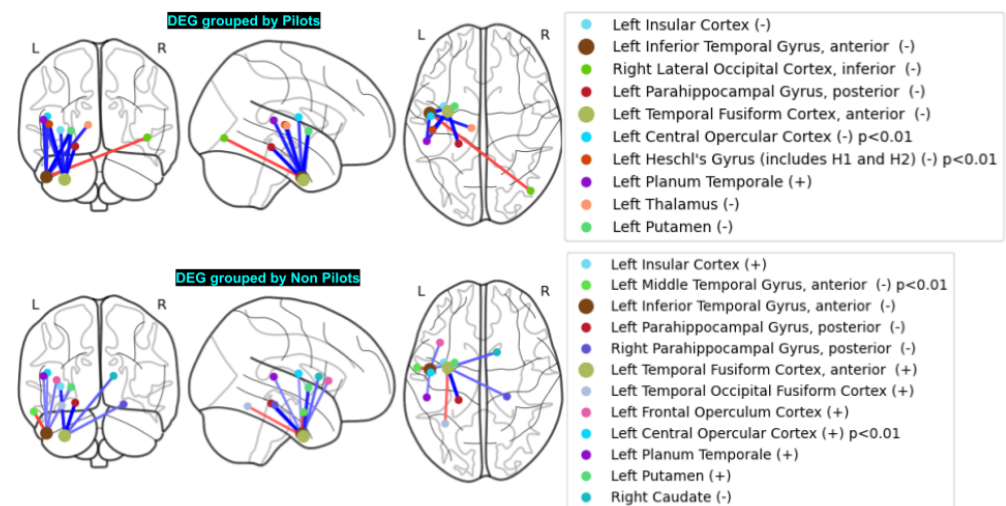 DEG grouped by Pilots
L R R
Left Insular Cortex (-)
Left Inferior Temporal Gyrus, anterior (-)
Right Lateral Occipital Cortex, inferior (-)
Left Parahippocampal Gyrus, posterior (-)
Left Temporal Fusiform Cortex, anterior (-)
Left Central Opercular Cortex (-) p<0.01
Left Heschl's Gyrus (includes H1 and H2) (-) p<0.01
Left Planum Temporale (+)
Left Thalamus (-)
Left Putamen (-)
DEG grouped by Non Pilots
L R L R
Left Insular Cortex (+)
Left Middle Temporal Gyrus, anterior (-) p<0.01
Left Inferior Temporal Gyrus, anterior (-)
Left Parahippocampal Gyrus, posterior (-)
Right Parahippocampal Gyrus, posterior (-)
Left Temporal Fusiform Cortex, anterior (+)
Left Temporal Occipital Fusiform Cortex (+)
Left Frontal Operculum Cortex (+)
Left Central Opercular Cortex (+) p<0.01
Left Planum Temporale (+)
Left Putamen (+)
Right Caudate (-)